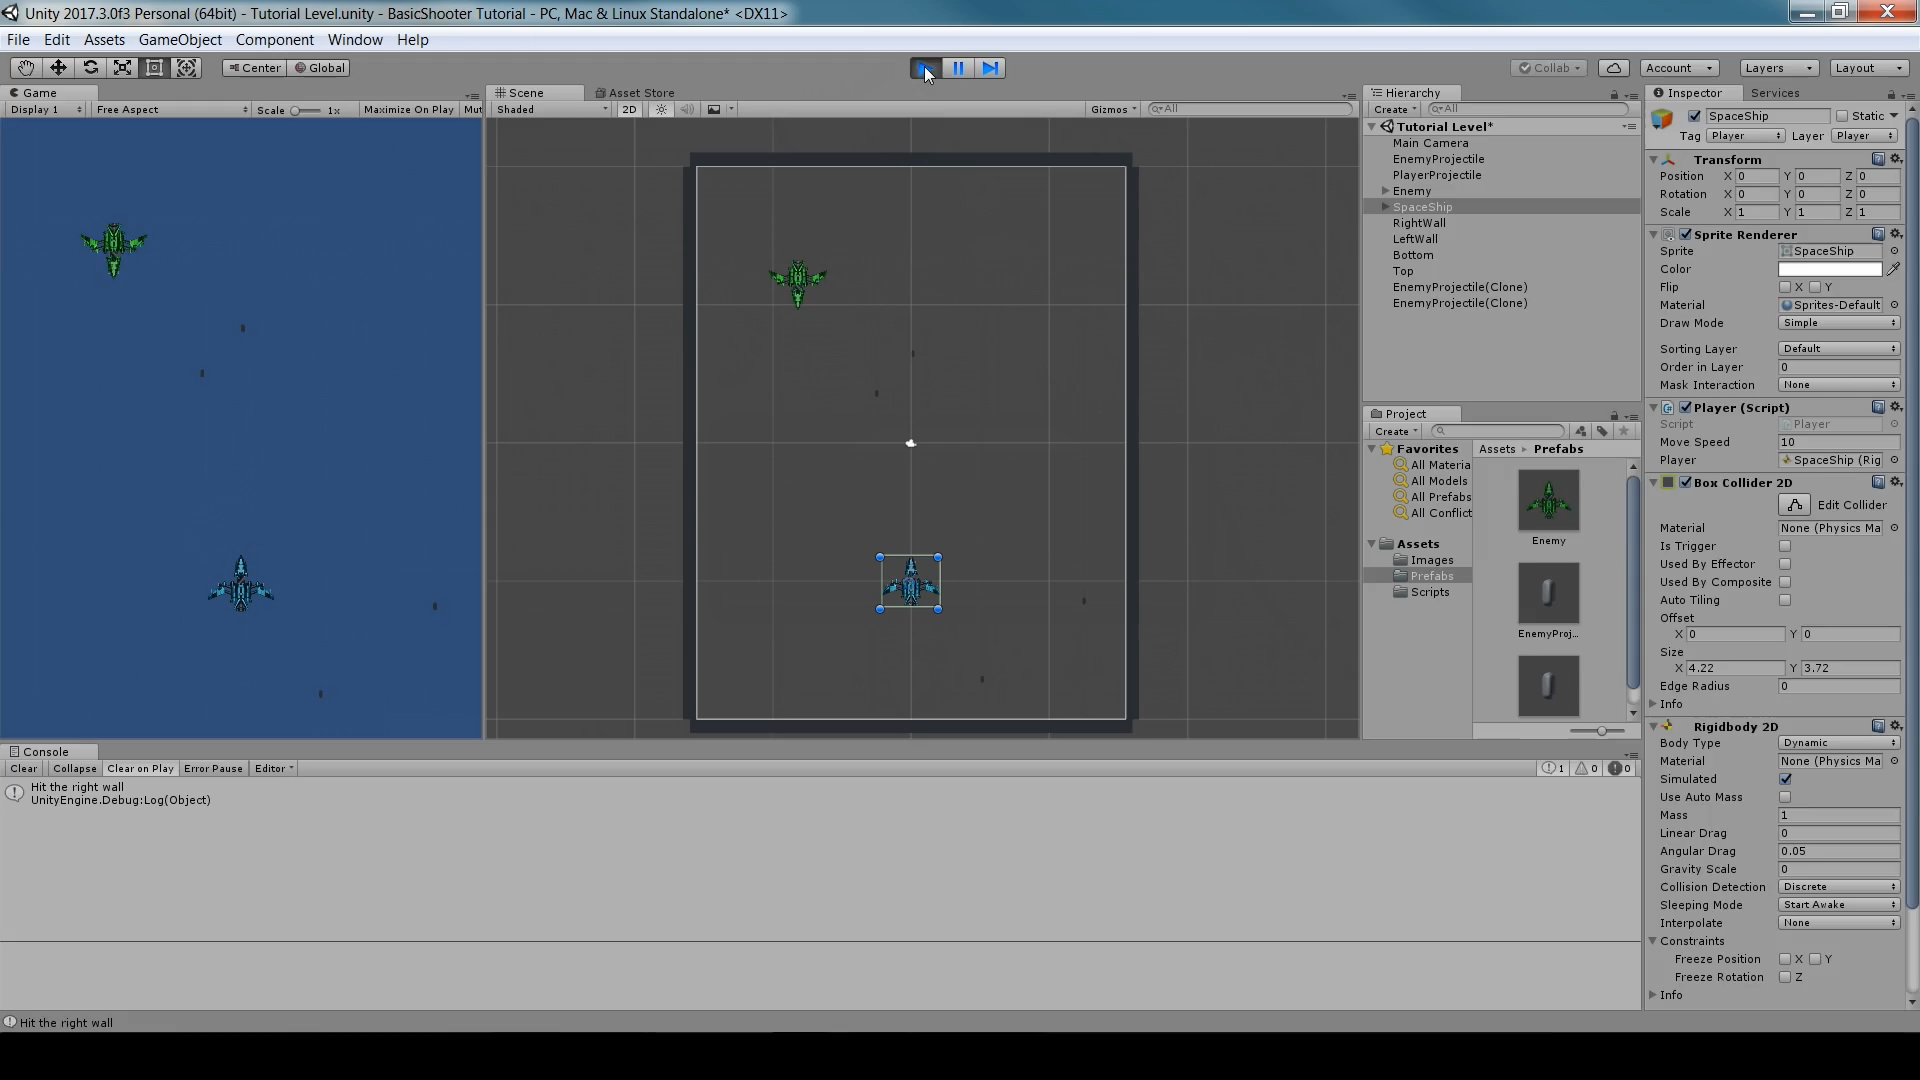 Unity 2017.3.0f3 Personal (64bit) - Tutorial Level.unity - BasicShooter Tutorial - PC, Mac & Linux Standalone* <DX11>
File Edit Assets GameObject Component Window Help
Center Global Collab Account Layers Layout
Game
Display 1 Free Aspect Scale 1x Maximize On Play Mut
Scene Asset Store
Shaded 2D Gizmos All
Hierarchy
Create All
Tutorial Level*
Main Camera
EnemyProjectile
PlayerProjectile
Enemy
SpaceShip
RightWall
LeftWall
Bottom
Top
EnemyProjectile(Clone)
EnemyProjectile(Clone)
Project
Create
Favorites
All Materia
All Models
All Prefabs
All Conflict
Assets
Images
Prefabs
Scripts
Assets Prefabs
Enemy
EnemyProj...
Inspector Services
SpaceShip Static
Tag Player Layer Player
Transform
Position X 0 Y 0 Z 0
Rotation X 0 Y 0 Z 0
Scale X 1 Y 1 Z 1
Sprite Renderer
Sprite SpaceShip
Color
Flip X Y
Material Sprites-Default
Draw Mode Simple
Sorting Layer Default
Order in Layer 0
Mask Interaction None
Player (Script)
Script Player
Move Speed 10
Player SpaceShip (Rig
Box Collider 2D
Edit Collider
Material None (Physics Ma
Is Trigger
Used By Effector
Used By Composite
Auto Tiling
Offset
X 0 Y 0
Size
X 4.22 Y 3.72
Edge Radius 0
Info
Rigidbody 2D
Body Type Dynamic
Material None (Physics Ma
Simulated
Use Auto Mass
Mass 1
Linear Drag 0
Angular Drag 0.05
Gravity Scale 0
Collision Detection Discrete
Sleeping Mode Start Awake
Interpolate None
Constraints
Freeze Position X Y
Freeze Rotation Z
Info
Console
Clear Collapse Clear on Play Error Pause Editor 1 0 0
Hit the right wall
UnityEngine.Debug:Log(Object)
Hit the right wall